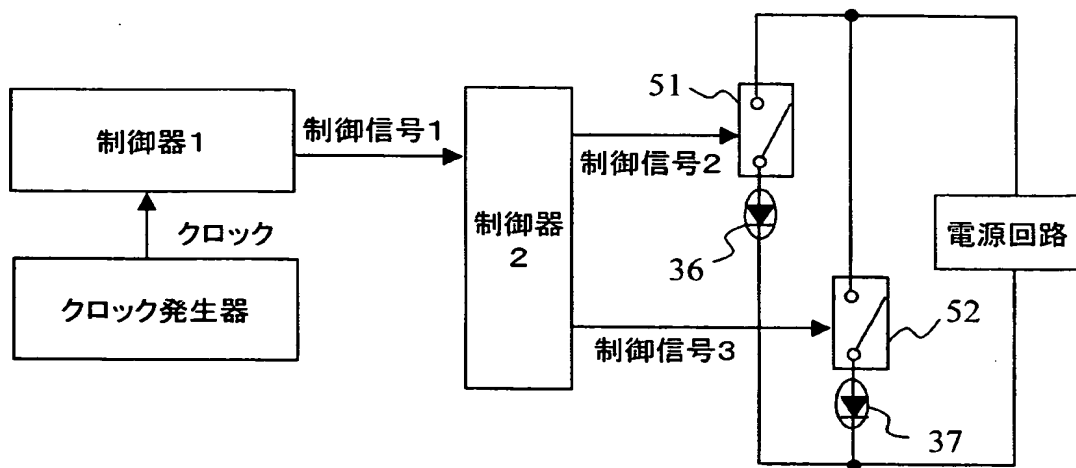 51
制御器1
制御信号1
制御信号2
クロック
制御器
2
36
電源回路
クロック発生器
52
制御信号3
37